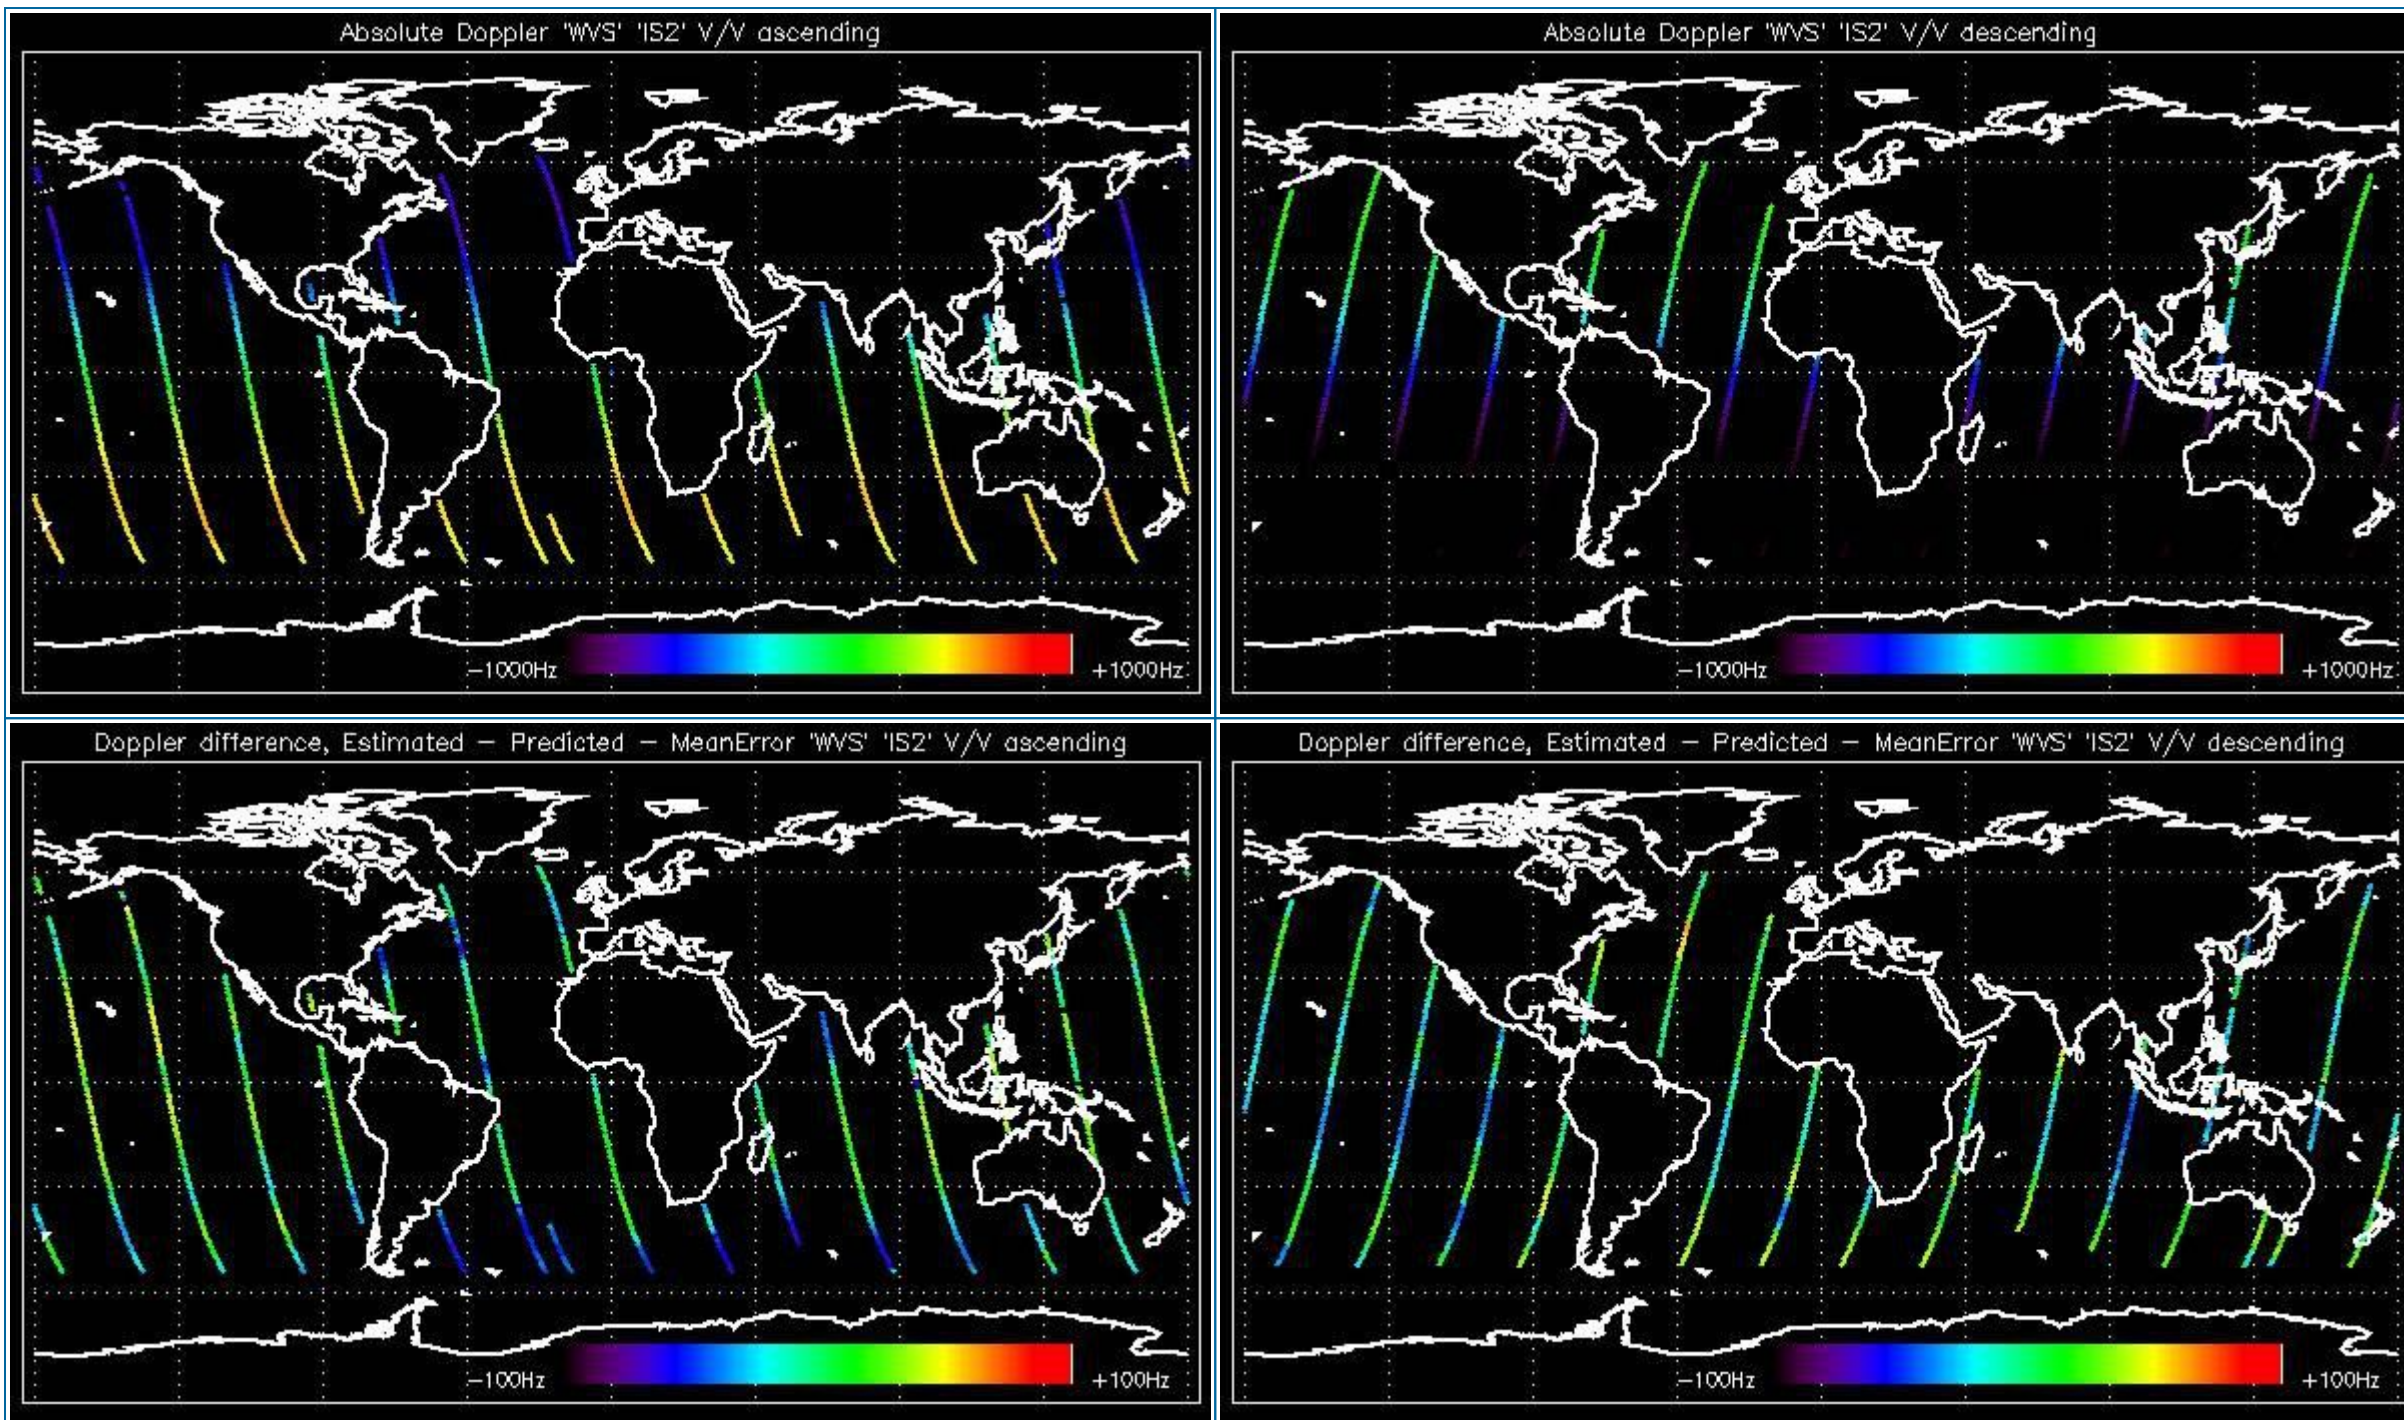 Absolute Doppler 'WVS' 'IS2' V/V ascending
-1000Hz
+1000Hz
Absolute Doppler 'WVS' 'IS2' V/V descending
-1000Hz
+1000Hz
Doppler difference, Estimated - Predicted - MeanError 'WVS' 'IS2' V/V ascending
-100Hz
+100Hz
Doppler difference, Estimated - Predicted - MeanError 'WVS' 'IS2' V/V descending
-100Hz
+100Hz